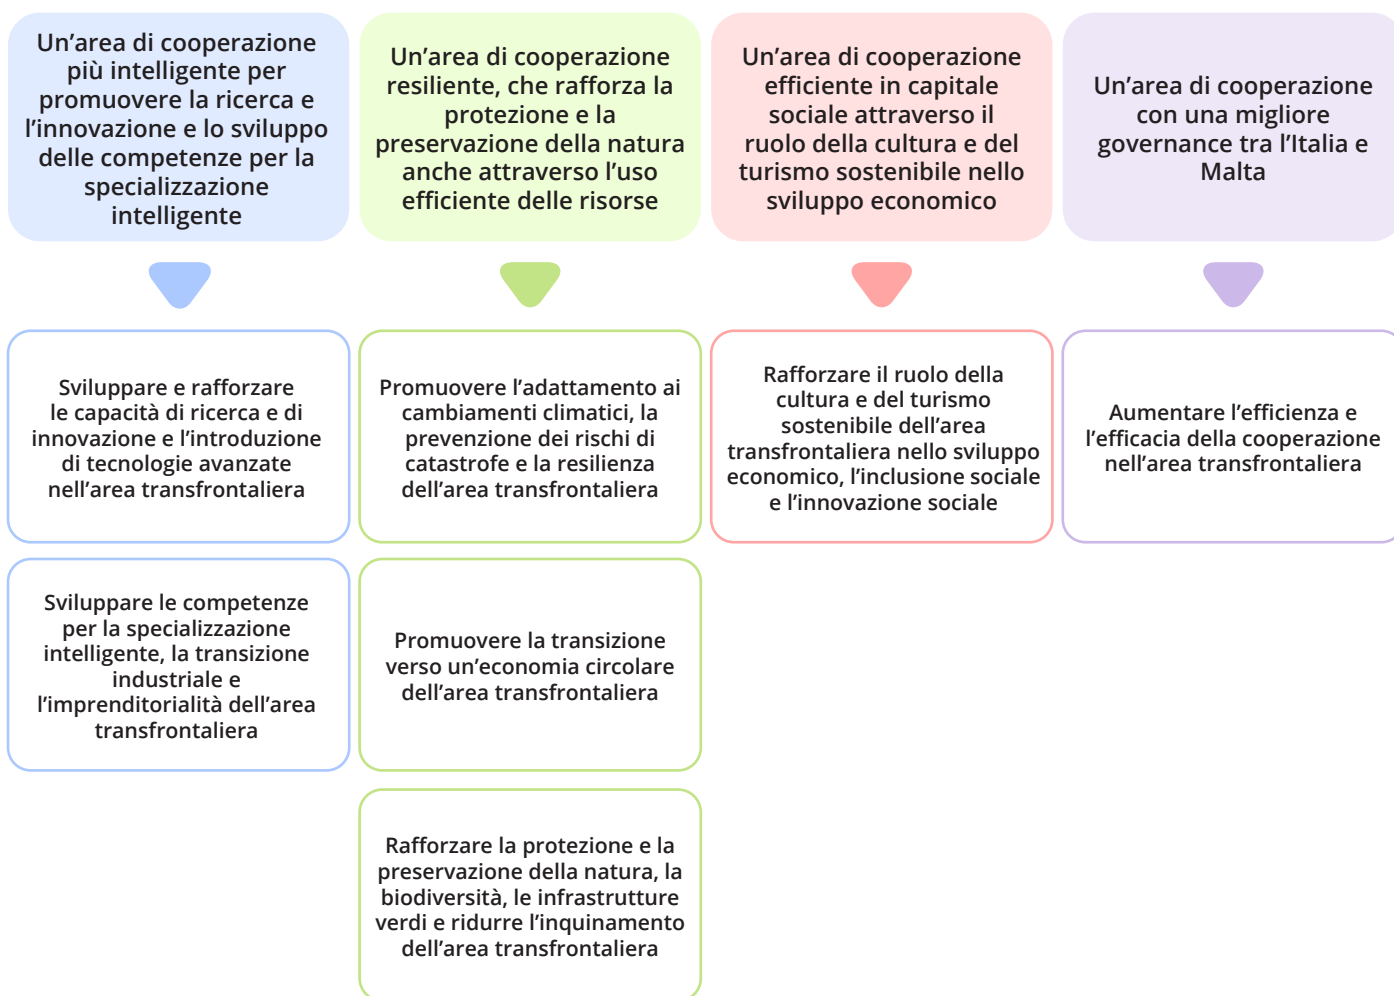 Un’area di cooperazione
più intelligente per
promuovere la ricerca e
l’innovazione e lo sviluppo
delle competenze per la
specializzazione
intelligente
Un’area di cooperazione
resiliente, che rafforza la
protezione e la
preservazione della natura
anche attraverso l’uso
efficiente delle risorse
Un’area di cooperazione
efficiente in capitale
sociale attraverso il
ruolo della cultura e del
turismo sostenibile nello
sviluppo economico
Un’area di cooperazione
con una migliore
governance tra l’Italia e
Malta
Sviluppare e rafforzare
le capacità di ricerca e di
innovazione e l’introduzione
di tecnologie avanzate
nell’area transfrontaliera
Promuovere l’adattamento ai
cambiamenti climatici, la
prevenzione dei rischi di
catastrofe e la resilienza
dell’area transfrontaliera
Rafforzare il ruolo della
cultura e del turismo
sostenibile dell’area
transfrontaliera nello sviluppo
economico, l’inclusione sociale
e l’innovazione sociale
Aumentare l’efficienza e
l’efficacia della cooperazione
nell’area transfrontaliera
Sviluppare le competenze
per la specializzazione
intelligente, la transizione
industriale e
l’imprenditorialità dell’area
transfrontaliera
Promuovere la transizione
verso un’economia circolare
dell’area transfrontaliera
Rafforzare la protezione e la
preservazione della natura, la
biodiversità, le infrastrutture
verdi e ridurre l’inquinamento
dell’area transfrontaliera